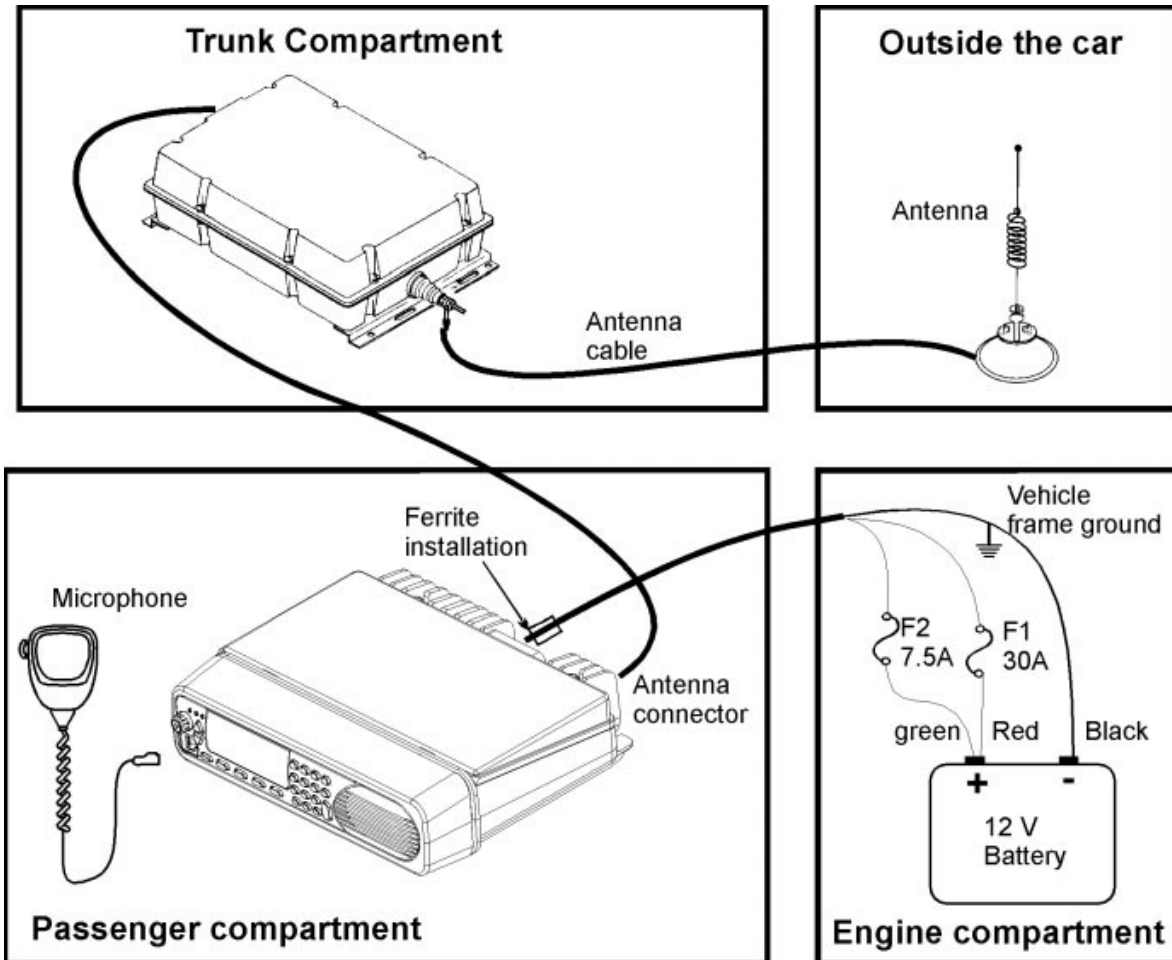 Trunk Compartment
Antenna
cable
Outside the car
Antenna
Ferrite
installation
Microphone
Antenna
connector
Passenger compartment
Vehicle
frame ground
F2
7.5A
F1
30A
green
Red
Black
+
-
12 V
Battery
Engine compartment